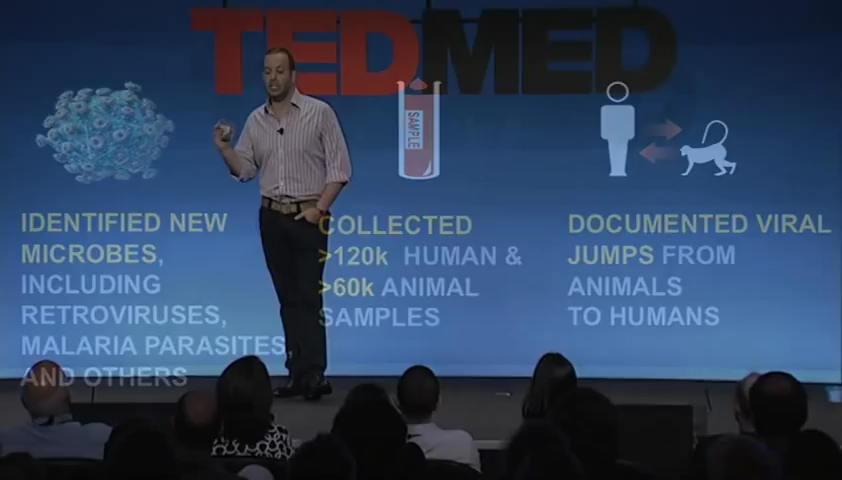 TEDMED
SAMPLE
IDENTIFIED NEW
MICROBES,
INCLUDING
RETROVIRUSES,
MALARIA PARASITES
AND OTHERS
COLLECTED
>120k HUMAN &
>60k ANIMAL
SAMPLES
DOCUMENTED VIRAL
JUMPS FROM
ANIMALS
TO HUMANS